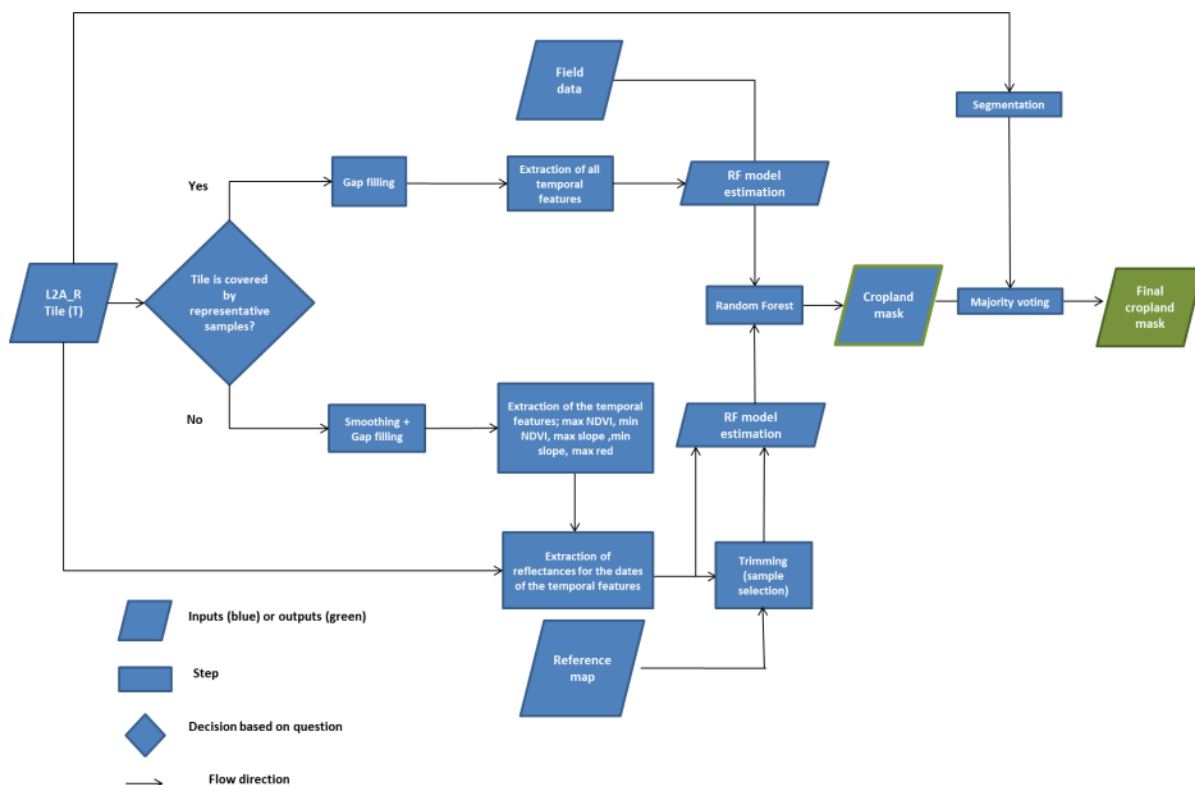 Field
data
Segmentation
Yes
Gap filling
Extraction of all
temporal
features
RF model
estimation
L2A_R
Tile (T)
Tile is covered
by
representative
samples?
Random Forest
Cropland
mask
Majority voting
Final
cropland
mask
No
Smoothing +
Gap filling
Extraction of the temporal
features; max NDVI, min
NDVI, max slope ,min
slope, max red
RF model
estimation
Extraction of
reflectances for the dates
of the temporal features
Trimming
(sample
selection)
Reference
map
Inputs (blue) or outputs (green)
Step
Decision based on question
Flow direction